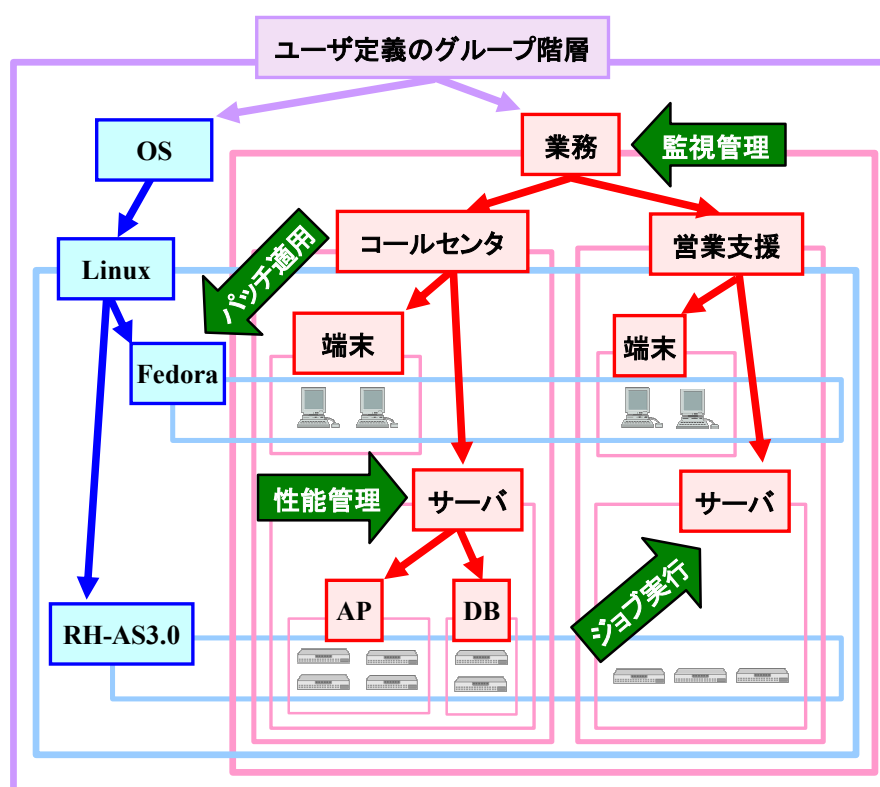 ユーザ定義のグループ階層
OS
業務
監視管理
コールセンタ
営業支援
パッチ適用
Linux
端末
端末
Fedora
性能管理
サーバ
サーバ
ジョブ実行
AP
DB
RH-AS3.0